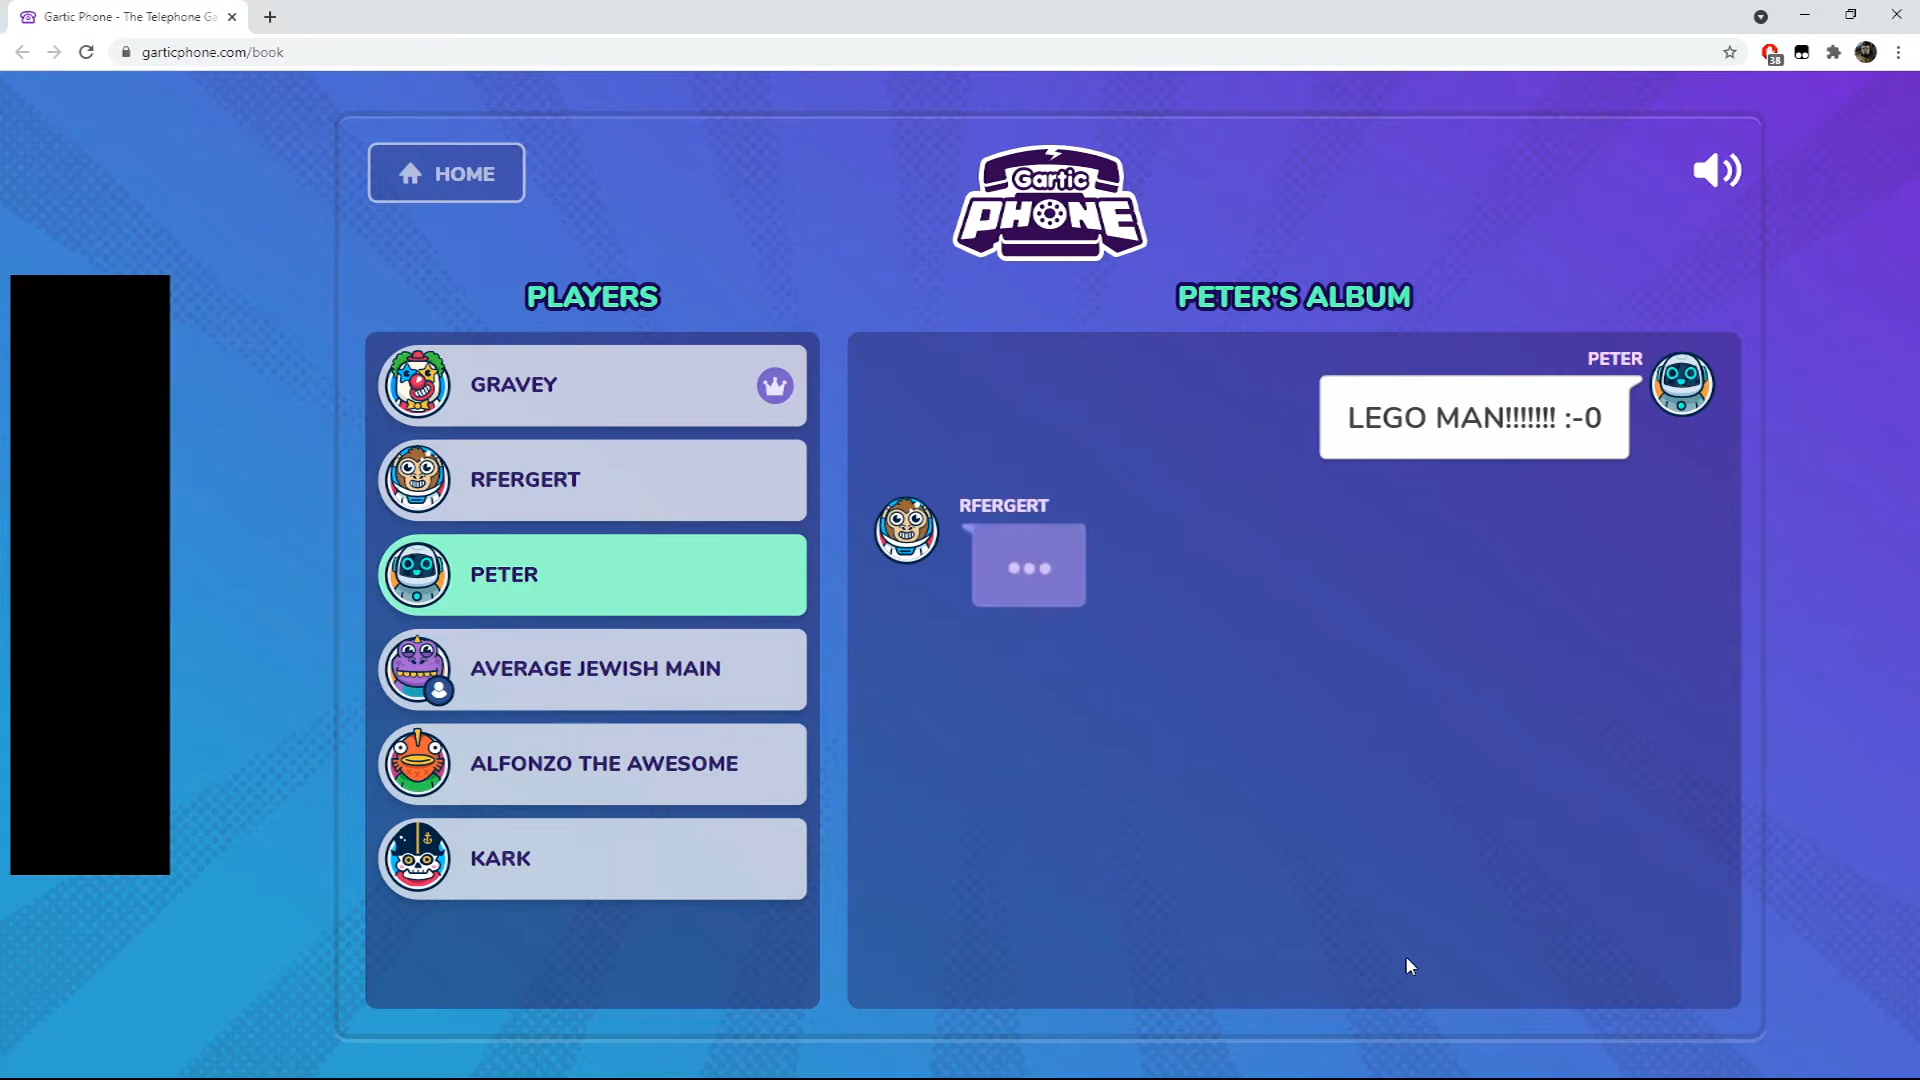 Gartic Phone - The Telephone Ga
garticphone.com/book
38
HOME
Gartic
PHONE
PLAYERS
PETER'S ALBUM
GRAVEY
RFERGERT
PETER
AVERAGE JEWISH MAIN
ALFONZO THE AWESOME
KARK
PETER
LEGO MAN!!!!!!! :-0
RFERGERT